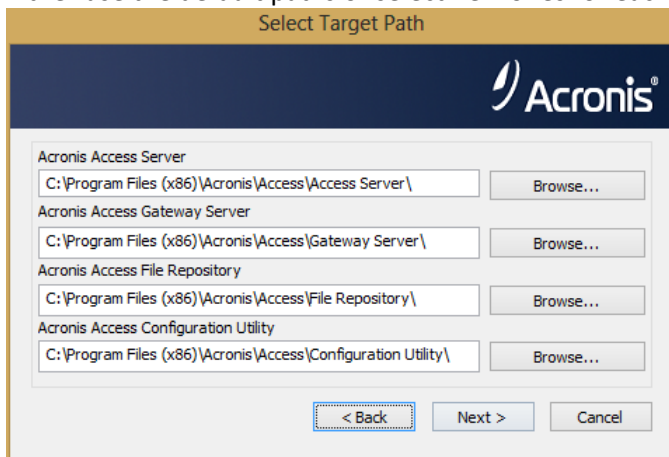 Select Target Path
Acronis®
Acronis Access Server
C:\Program Files (x86)\Acronis\Access\Access Server\
Browse...
Acronis Access Gateway Server
C:\Program Files (x86)\Acronis\Access\Gateway Server\
Browse...
Acronis Access File Repository
C:\Program Files (x86)\Acronis\Access\File Repository\
Browse...
Acronis Access Configuration Utility
C:\Program Files (x86)\Acronis\Access\Configuration Utility\
Browse...
< Back Next > Cancel